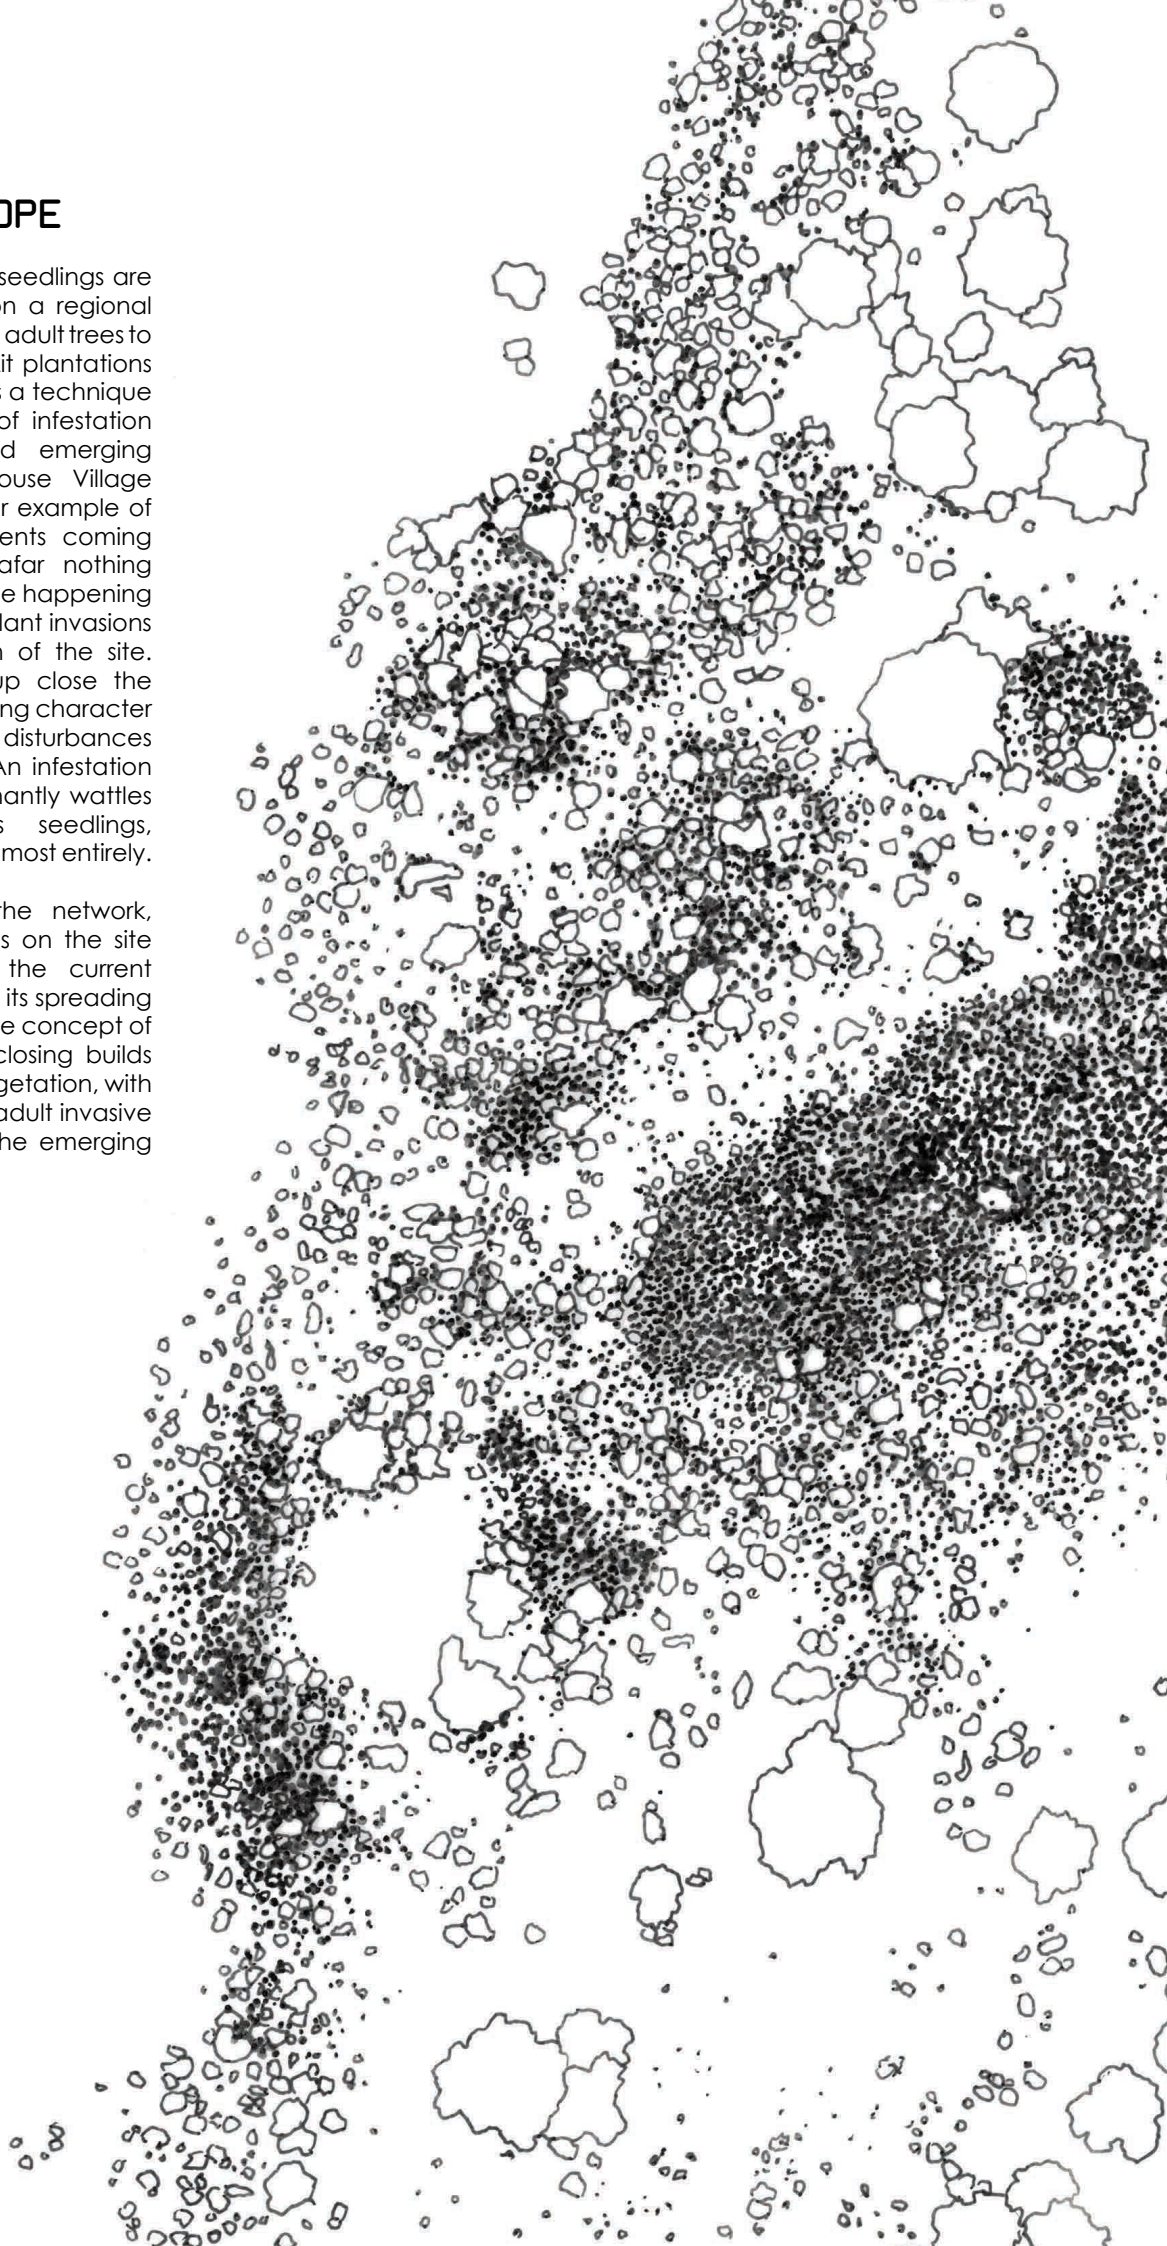 OPE
seedlings are
on a regional
adult trees to
it plantations
s a technique
of infestation
d emerging
ouse Village
r example of
ents coming
afar nothing
e happening
lant invasions
n of the site.
up close the
ng character
disturbances
An infestation
nantly wattles
s seedlings,
most entirely.
the network,
s on the site
the current
its spreading
e concept of
closing builds
getation, with
adult invasive
he emerging